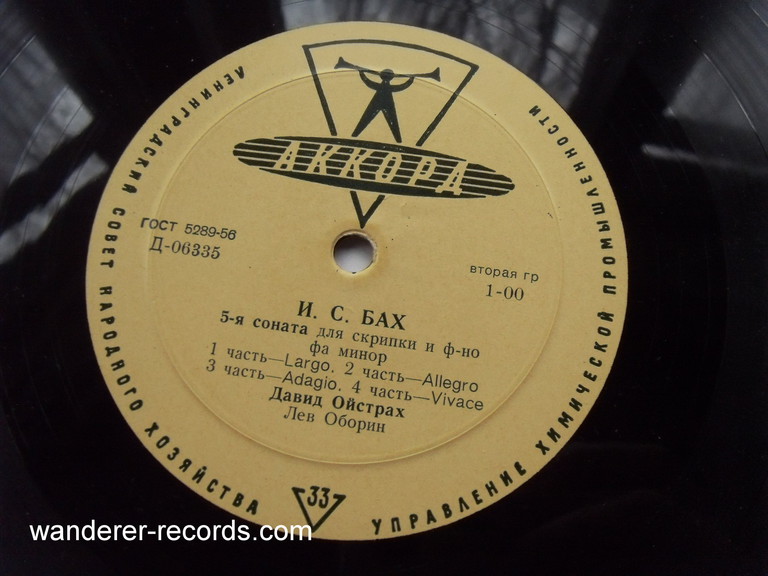 ЛЕНИНГРАДСКИЙ СОВЕТ НАРОДНОГО ХОЗЯЙСТВА
УПРАВЛЕНИЕ ХИМИЧЕСКОЙ ПРОМЫШЛЕННОСТИ
АККОРД
ГОСТ 5289-56
Д-06335
вторая гр
1-00
И. С. БАХ
5-я соната для скрипки и ф-но
фа минор
1 часть—Largo, 2 часть—Allegro
3 часть—Adagio, 4 часть—Vivace
Давид Ойстрах
Лев Оборин
33
wanderer-records.com